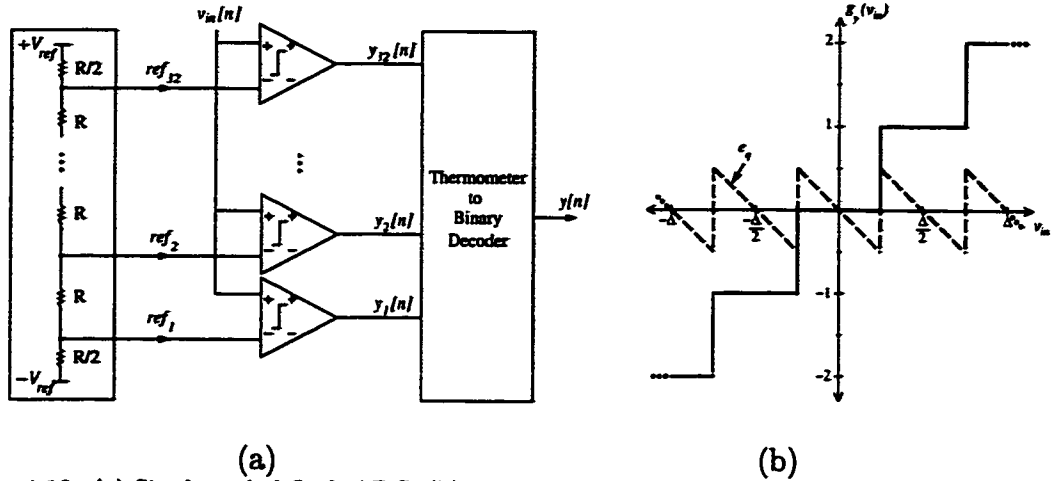 +V_ref
R/2
R
•••
R
R
R/2
−V_ref
ref_32
ref_2
ref_1
v_in[n]
+ +
− −
•••
+ +
− −
+ +
− −
y_32[n]
y_2[n]
y_1[n]
Thermometer
to
Binary
Decoder
y[n]
(a)
g_y(v_in)
2
1
−1
−2
e_q
−Δ
−Δ/2
Δ/2
Δ
v_in
•••
(b)